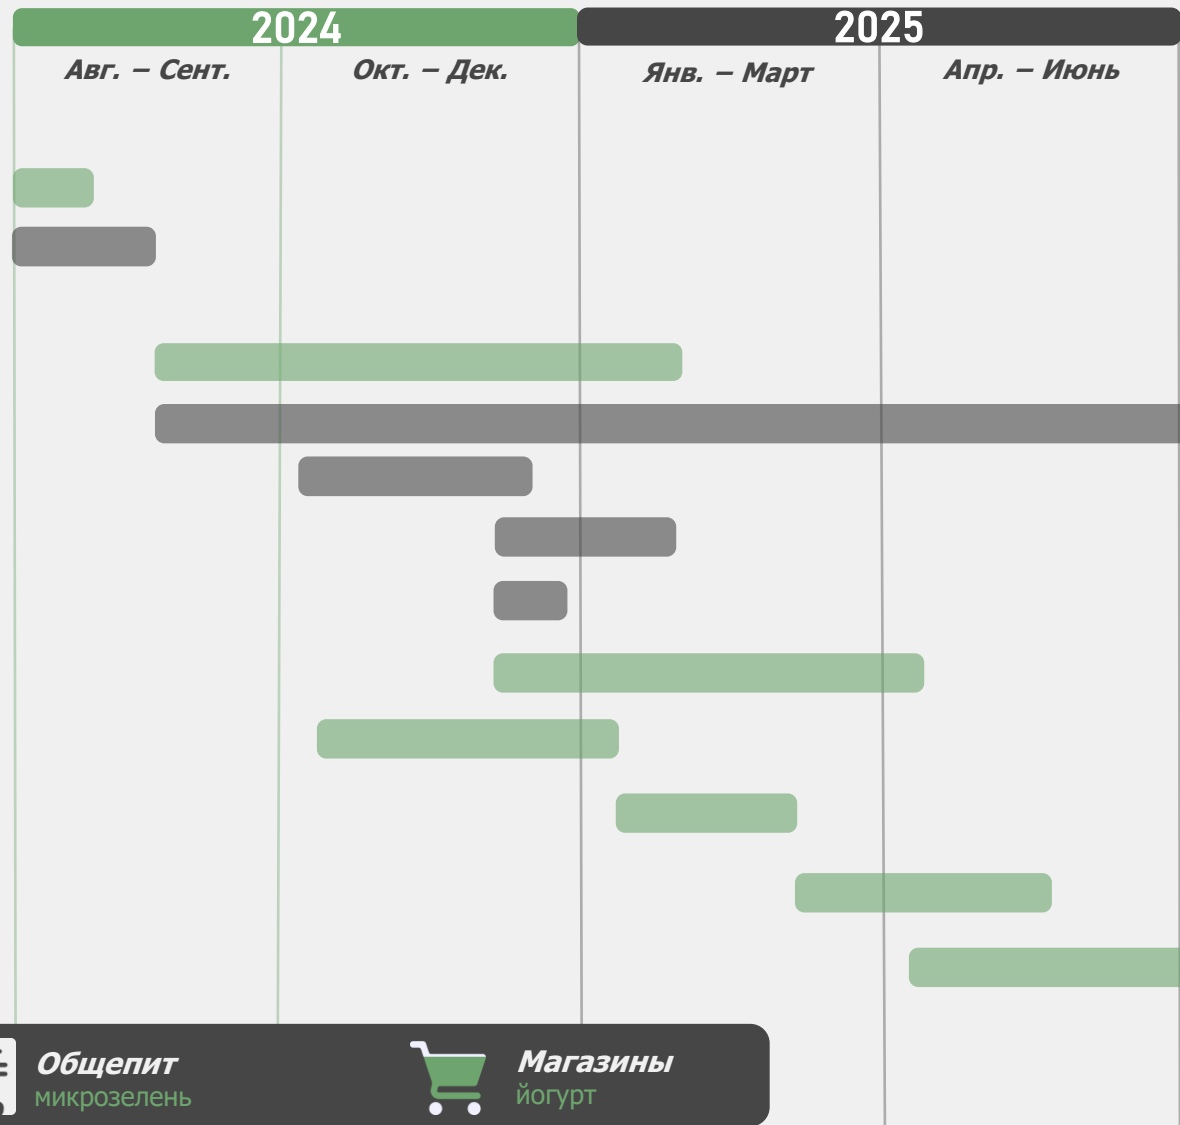 2024
2025
Авг. – Сент.
Окт. – Дек.
Янв. – Март
Апр. – Июнь
Общепит
микрозелень
Магазины
йогурт